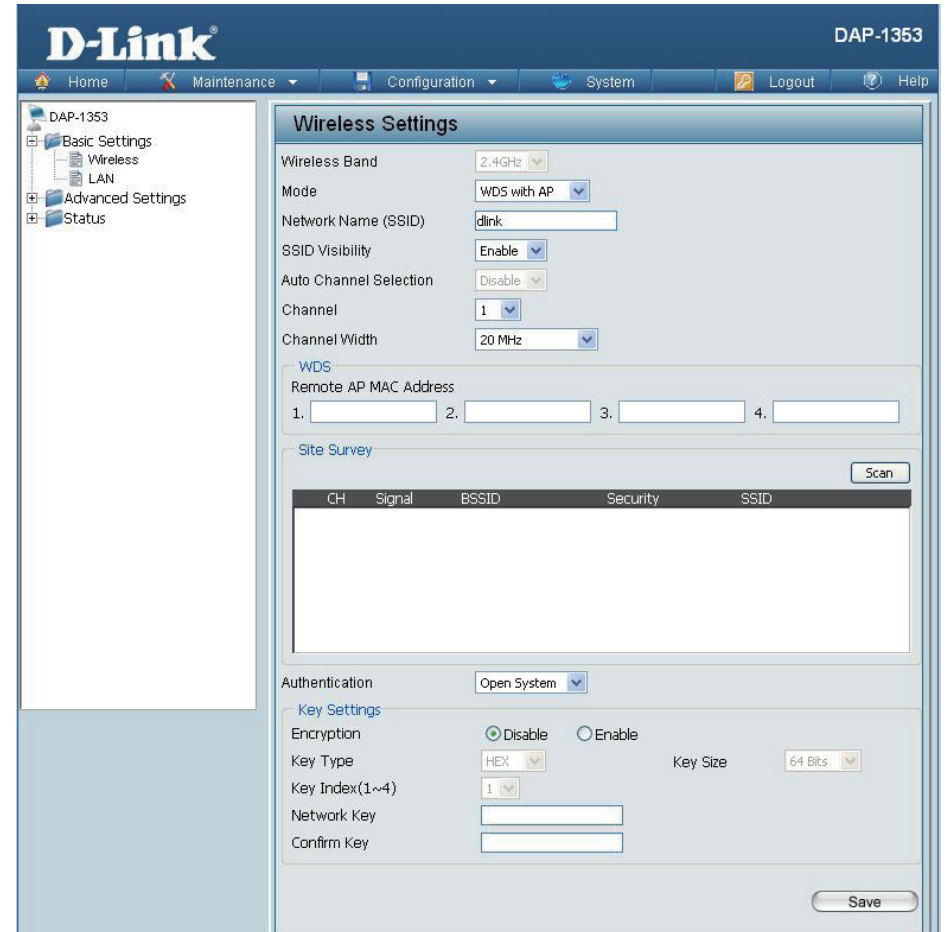 D-Link®
DAP-1353
Home Maintenance Configuration System Logout Help
DAP-1353
Basic Settings
Wireless
LAN
Advanced Settings
Status
Wireless Settings
Wireless Band 2.4GHz
Mode WDS with AP
Network Name (SSID) dlink
SSID Visibility Enable
Auto Channel Selection Disable
Channel 1
Channel Width 20 MHz
WDS
Remote AP MAC Address
1. 2. 3. 4.
Site Survey
Scan
CH Signal BSSID Security SSID
Authentication Open System
Key Settings
Encryption Disable Enable
Key Type HEX Key Size 64 Bits
Key Index(1~4) 1
Network Key
Confirm Key
Save